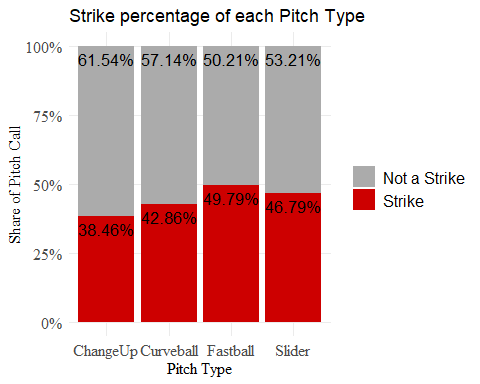 Strike percentage of each Pitch Type
100%
75%
50%
25%
0%
Share of Pitch Call
61.54% 57.14% 50.21% 53.21%
38.46% 42.86% 49.79% 46.79%
ChangeUp Curveball Fastball Slider
Pitch Type
Not a Strike
Strike